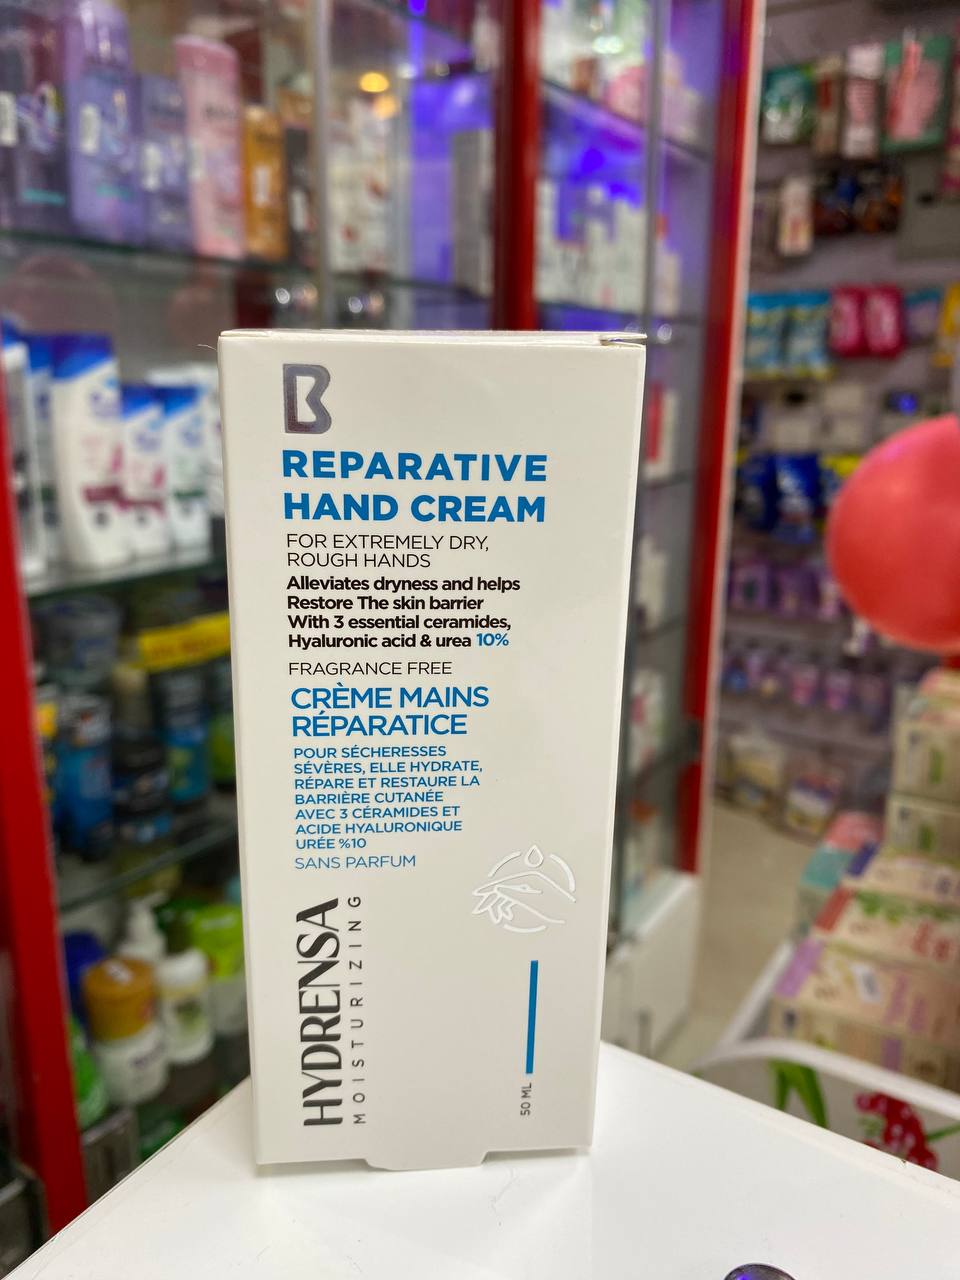 B
REPARATIVE
HAND CREAM
FOR EXTREMELY DRY,
ROUGH HANDS
Alleviates dryness and helps
Restore The skin barrier
With 3 essential ceramides,
Hyaluronic acid & urea 10%
FRAGRANCE FREE
CRÈME MAINS
RÉPARATICE
POUR SÉCHERESSES
SÉVÈRES, ELLE HYDRATE,
RÉPARE ET RESTAURE LA
BARRIÈRE CUTANÉE
AVEC 3 CÉRAMIDES ET
ACIDE HYALURONIQUE
URÉE %10
SANS PARFUM
HYDRENSA
MOISTURIZING
50 ML